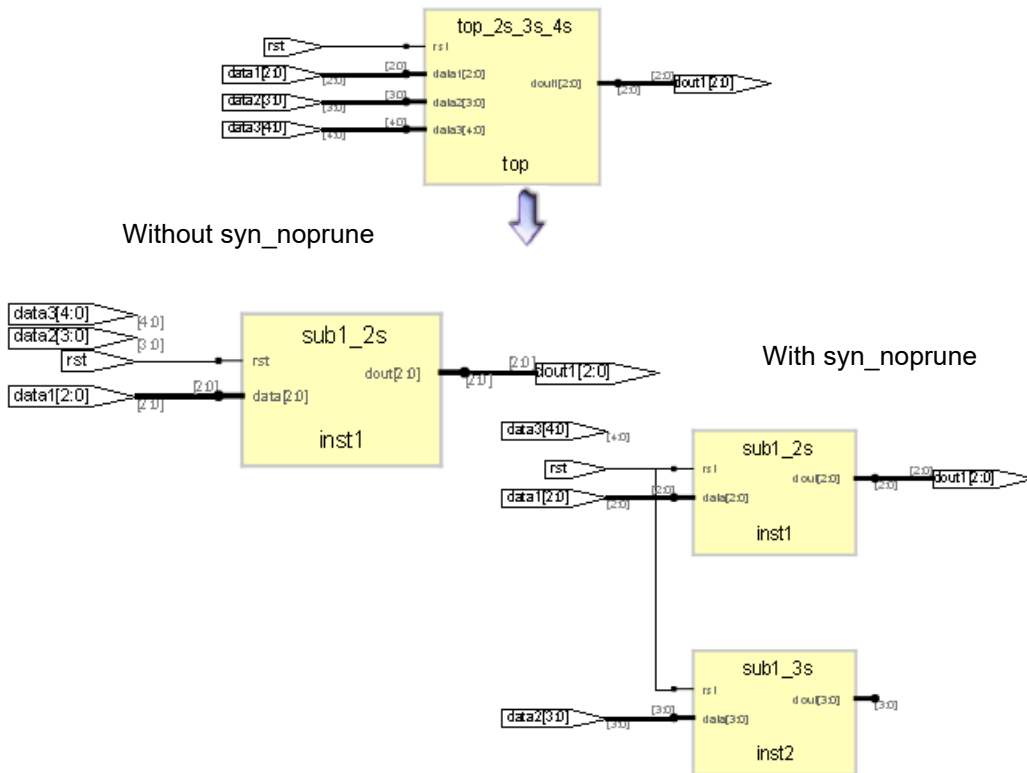 top_2s_3s_4s
rst
rst
data1[2:0]
[2:0]
[2:0]
data1[2:0]
dout1[2:0]
[2:0]
[2:0]
dout1[2:0]
data2[3:0]
[3:0]
[3:0]
data2[3:0]
data3[4:0]
[4:0]
[4:0]
data3[4:0]
top
Without syn_noprune
data3[4:0]
[4:0]
data2[3:0]
[3:0]
rst
sub1_2s
rst
data1[2:0]
[2:0]
[2:0]
data[2:0]
dout[2:0]
[2:0]
[2:0]
dout1[2:0]
inst1
With syn_noprune
data3[4:0]
[4:0]
sub1_2s
rst
rst
data1[2:0]
[2:0]
[2:0]
data[2:0]
dout[2:0]
[2:0]
[2:0]
dout1[2:0]
inst1
sub1_3s
rst
dout[3:0]
[3:0]
data2[3:0]
[3:0]
[3:0]
data[3:0]
inst2